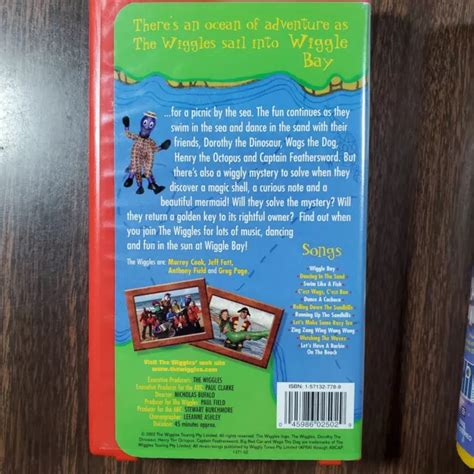 There's an ocean of adventure as
The Wiggles sail into Wiggle
Bay
...for a picnic by the sea. The fun continues as they
swim in the sea and dance in the sand with their
friends, Dorothy the Dinosaur, Wags the Dog,
Henry the Octopus and Captain Feathersword. But
there's also a wiggly mystery to solve when they
discover a magic shell, a curious note and a
beautiful mermaid! Will they solve the mystery? Will
they return a golden key to its rightful owner? Find out when
you join The Wiggles for lots of music, dancing
and fun in the sun at Wiggle Bay!
The Wiggles are: Murray Cook, Jeff Fatt,
Anthony Field and Greg Page.
Songs
Wiggle Bay
Dancing In The Sand
Swim Like A Fish
C'est Wags, C'est Bon
Dance A Cachuca
Rolling Down The Sandhills
Running Up The Sandhills
Let's Make Some Rosy Tea
Zing Zang Wing Wang Wong
Watching The Waves
Let's Have A Barbie
On The Beach
Visit The Wiggles' web site
www.thewiggles.com
Executive Producers: THE WIGGLES
Executive Producer for the ABC: PAUL CLARKE
Director: NICHOLAS BUFALO
Producer for The Wiggles: PAUL FIELD
Producer for the ABC: STEWART BURCHMORE
Choreographer: LEEANNE ASHLEY
Duration: 45 minutes approx.
ISBN: 1-57132-778-9
0 45986 02502 0